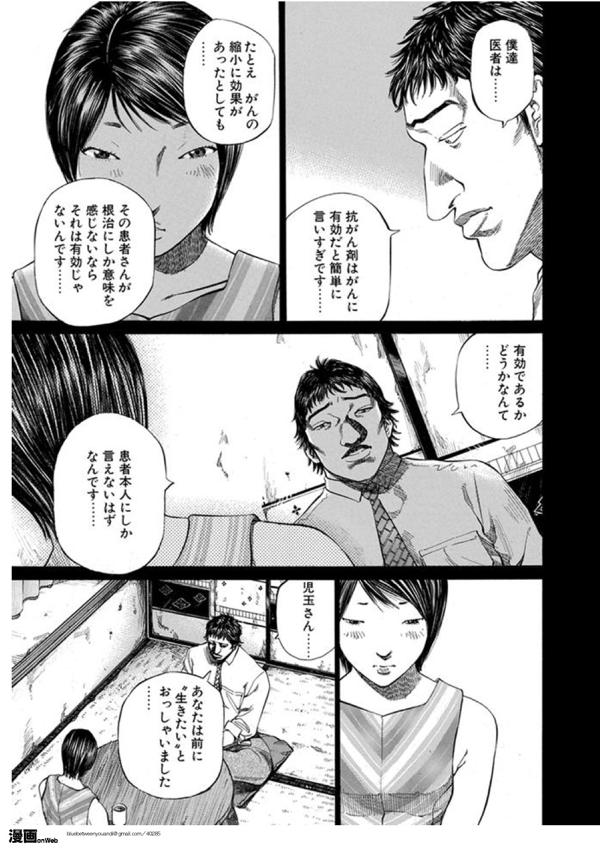 僕達
医者は……
抗がん剤はがんに
有効だと簡単に
言いすぎです……
たとえ がんの
縮小に効果が
あったとしても
……
その患者さんが
根治にしか意味を
感じないなら
それは有効じゃ
ないんです……
有効であるか
どうかなんて
……
患者本人にしか
言えないはず
なんです……
児玉さん……
あなたは前に
〝生きたい〟と
おっしゃいました
……
漫画 on Web
bluebetweenyouandi@gmail.com/40285